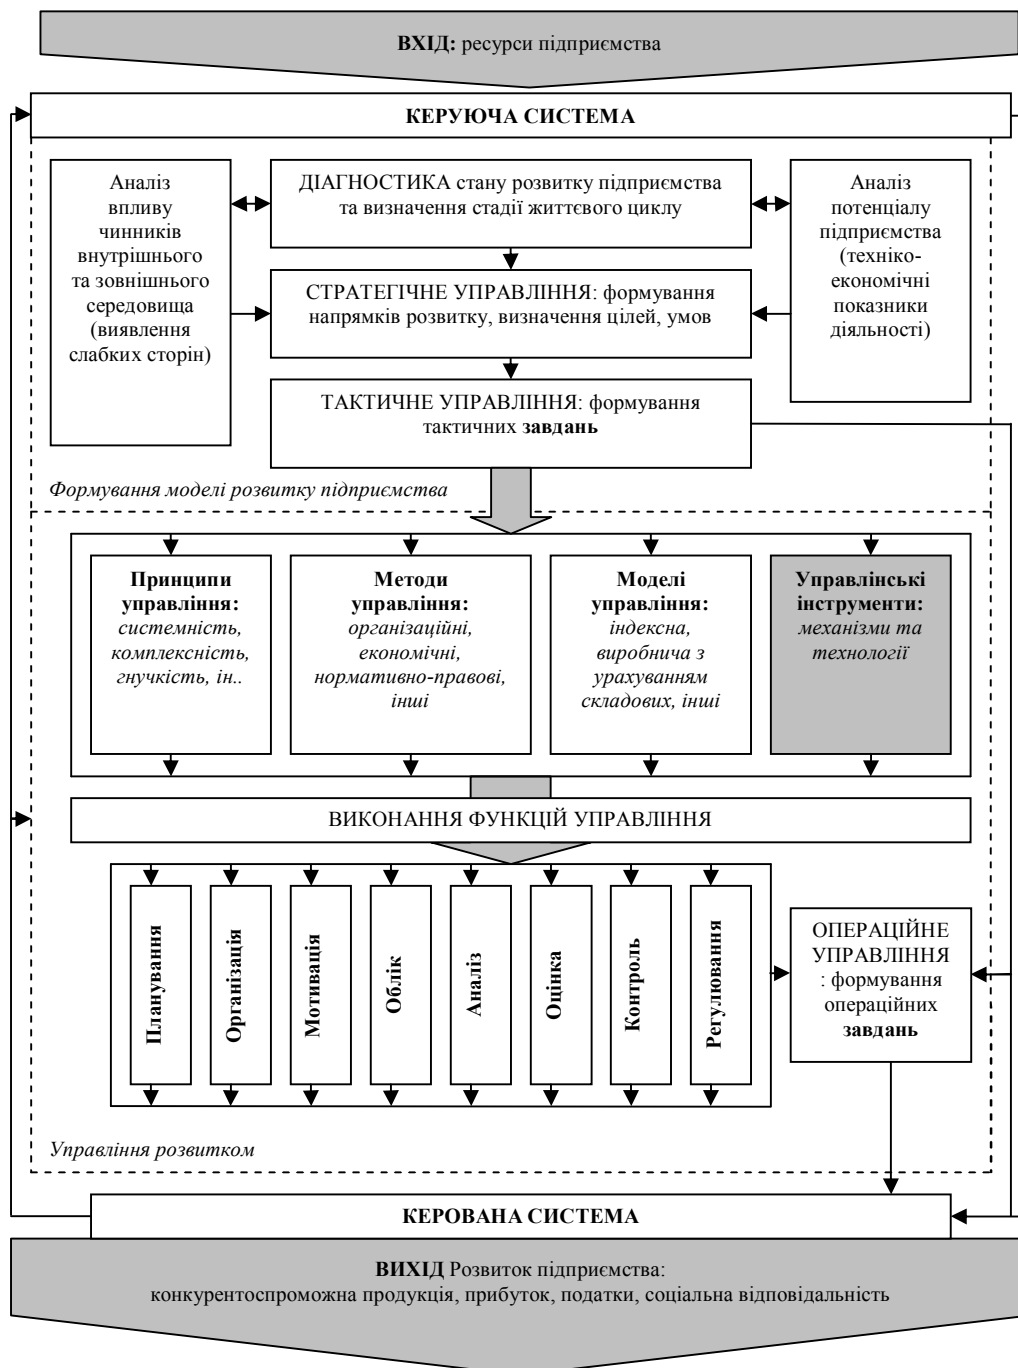 ВХІД: ресурси підприємства
КЕРУЮЧА СИСТЕМА
Аналіз
впливу
чинників
внутрішнього
та зовнішнього
середовища
(виявлення
слабких сторін)
ДІАГНОСТИКА стану розвитку підприємства
та визначення стадії життєвого циклу
Аналіз
потенціалу
підприємства
(техніко-
економічні
показники
діяльності)
СТРАТЕГІЧНЕ УПРАВЛІННЯ: формування
напрямків розвитку, визначення цілей, умов
ТАКТИЧНЕ УПРАВЛІННЯ: формування
тактичних завдань
Формування моделі розвитку підприємства
Принципи
управління:
системність,
комплексність,
гнучкість, ін..
Методи
управління:
організаційні,
економічні,
нормативно-правові,
інші
Моделі
управління:
індексна,
виробнича з
урахуванням
складових, інші
Управлінські
інструменти:
механізми та
технології
ВИКОНАННЯ ФУНКЦІЙ УПРАВЛІННЯ
Планування
Організація
Мотивація
Облік
Аналіз
Оцінка
Контроль
Регулювання
ОПЕРАЦІЙНЕ
УПРАВЛІННЯ
: формування
операційних
завдань
Управління розвитком
КЕРОВАНА СИСТЕМА
ВИХІД Розвиток підприємства:
конкурентоспроможна продукція, прибуток, податки, соціальна відповідальність